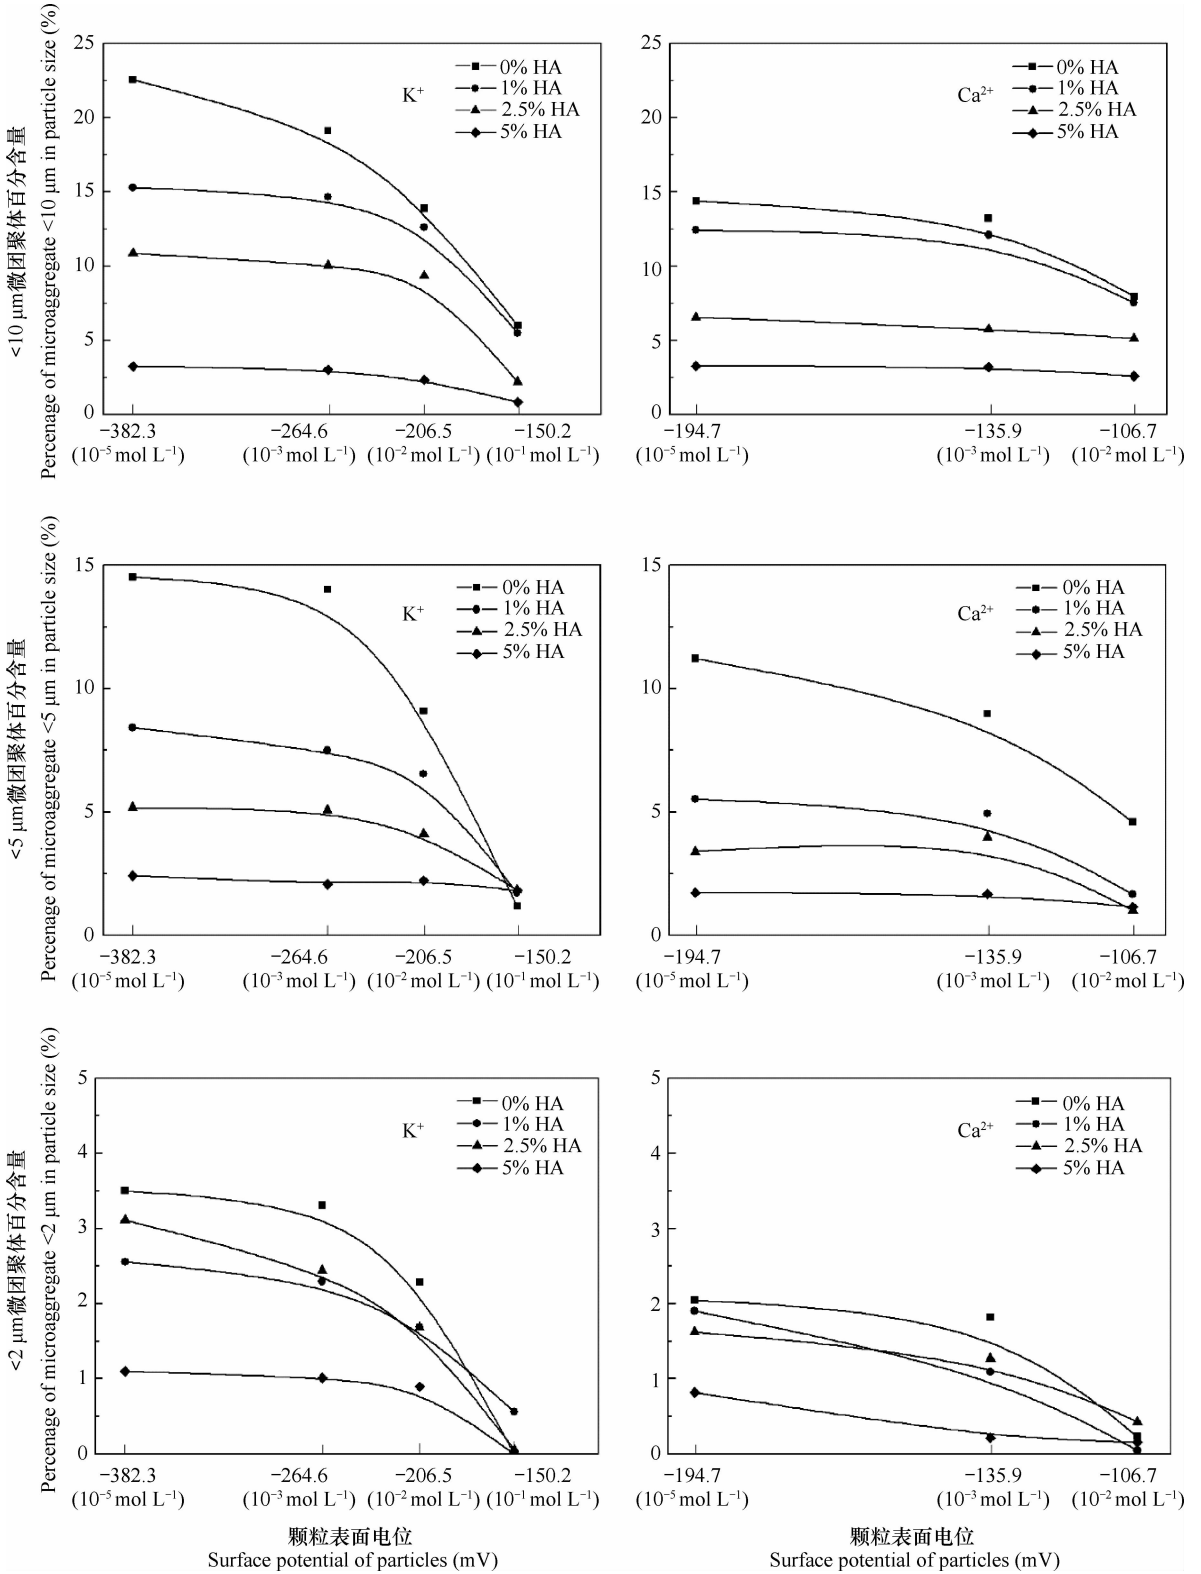 <10 μm微团聚体百分含量
Percenage of microaggregate <10 μm in particle size (%)
25
20
15
10
5
0
K⁺
0% HA
1% HA
2.5% HA
5% HA
−382.3 −264.6 −206.5 −150.2
(10⁻⁵ mol L⁻¹) (10⁻³ mol L⁻¹) (10⁻² mol L⁻¹) (10⁻¹ mol L⁻¹)
25
20
15
10
5
0
Ca²⁺
0% HA
1% HA
2.5% HA
5% HA
−194.7 −135.9 −106.7
(10⁻⁵ mol L⁻¹) (10⁻³ mol L⁻¹) (10⁻² mol L⁻¹)
<5 μm微团聚体百分含量
Percenage of microaggregate <5 μm in particle size (%)
15
10
5
0
K⁺
0% HA
1% HA
2.5% HA
5% HA
−382.3 −264.6 −206.5 −150.2
(10⁻⁵ mol L⁻¹) (10⁻³ mol L⁻¹) (10⁻² mol L⁻¹) (10⁻¹ mol L⁻¹)
15
10
5
0
Ca²⁺
0% HA
1% HA
2.5% HA
5% HA
−194.7 −135.9 −106.7
(10⁻⁵ mol L⁻¹) (10⁻³ mol L⁻¹) (10⁻² mol L⁻¹)
<2 μm微团聚体百分含量
Percenage of microaggregate <2 μm in particle size (%)
5
4
3
2
1
0
K⁺
0% HA
1% HA
2.5% HA
5% HA
−382.3 −264.6 −206.5 −150.2
(10⁻⁵ mol L⁻¹) (10⁻³ mol L⁻¹) (10⁻² mol L⁻¹) (10⁻¹ mol L⁻¹)
颗粒表面电位
Surface potential of particles (mV)
5
4
3
2
1
0
Ca²⁺
0% HA
1% HA
2.5% HA
5% HA
−194.7 −135.9 −106.7
(10⁻⁵ mol L⁻¹) (10⁻³ mol L⁻¹) (10⁻² mol L⁻¹)
颗粒表面电位
Surface potential of particles (mV)